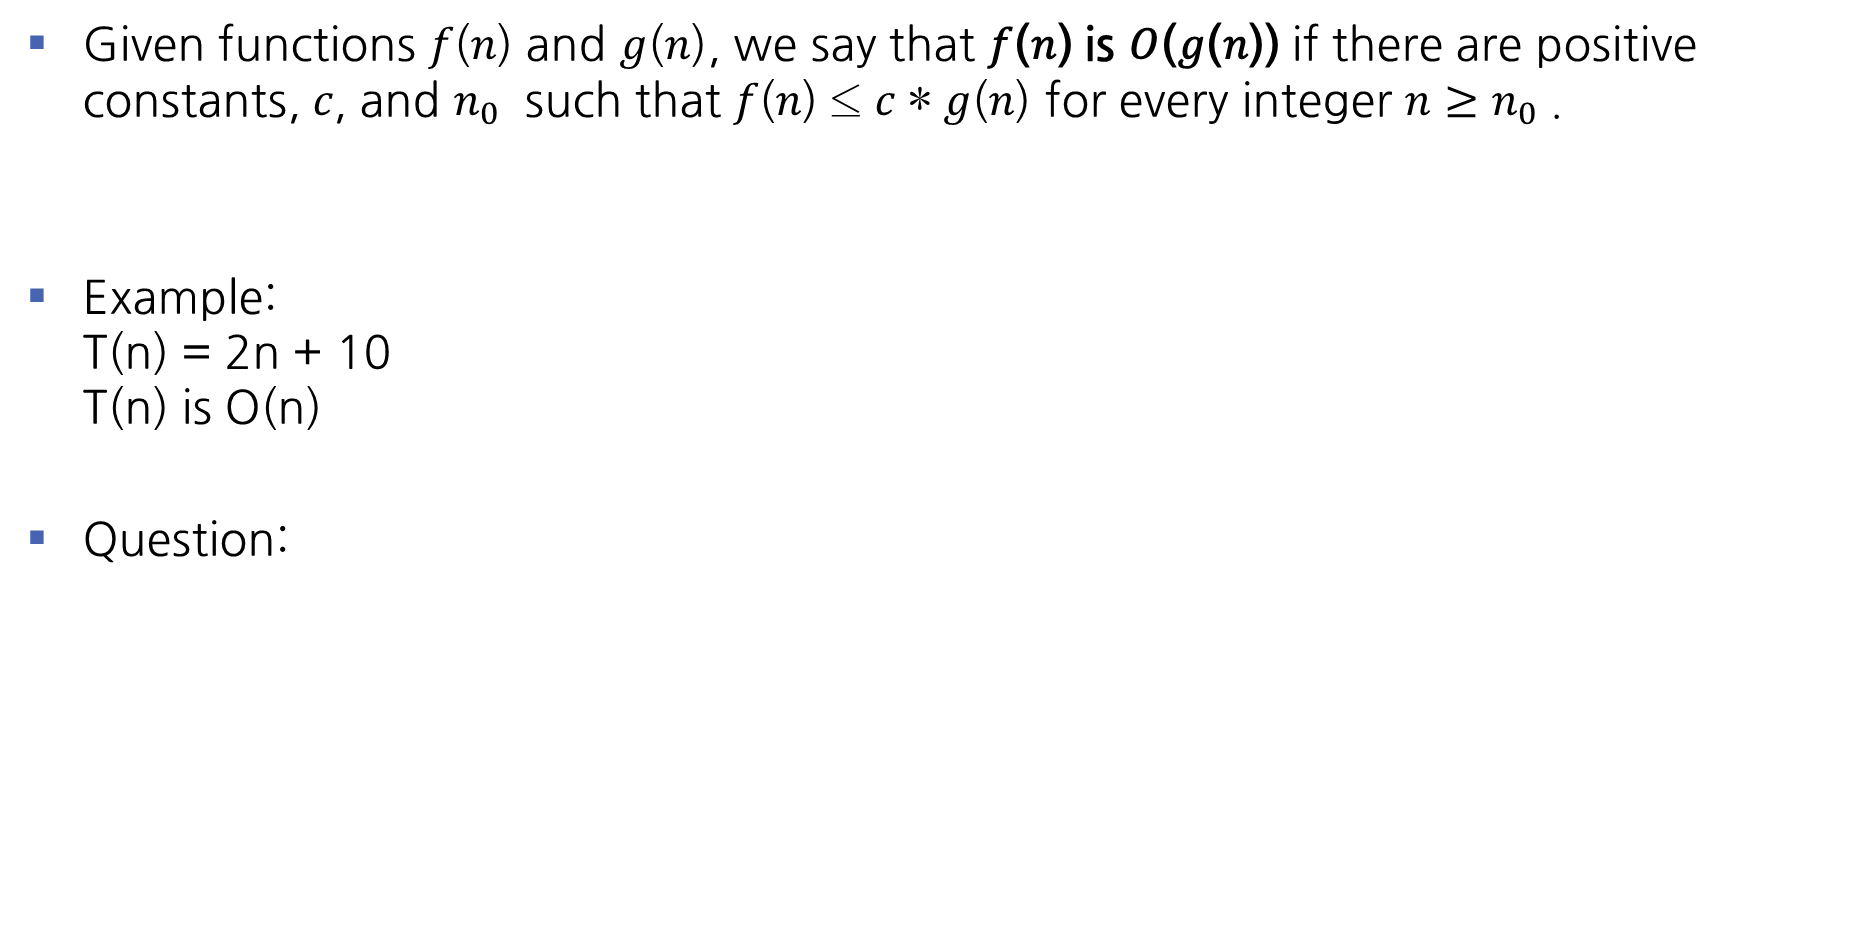 ▪ Given functions f(n) and g(n), we say that f(n) is O(g(n)) if there are positive
constants, c, and n₀ such that f(n) ≤ c * g(n) for every integer n ≥ n₀ .
▪ Example:
T(n) = 2n + 10
T(n) is O(n)
▪ Question: